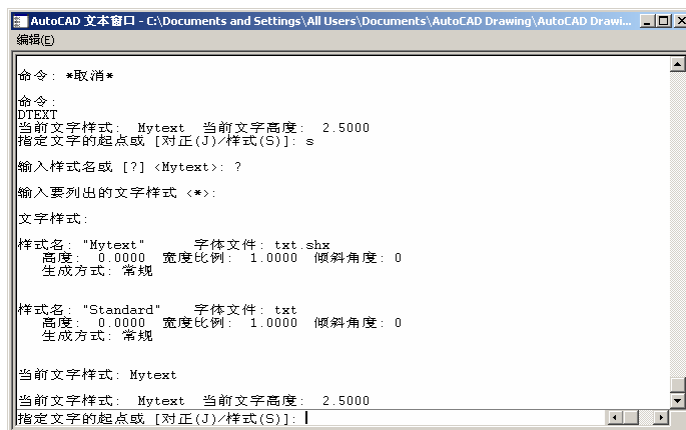 AutoCAD 文本窗口 - C:\Documents and Settings\All Users\Documents\AutoCAD Drawing\AutoCAD Drawi...
编辑(E)
命令: *取消*
命令:
DTEXT
当前文字样式: Mytext 当前文字高度: 2.5000
指定文字的起点或 [对正(J)/样式(S)]: s
输入样式名或 [?] <Mytext>: ?
输入要列出的文字样式 <*>:
文字样式:
样式名: "Mytext" 字体文件: txt.shx
高度: 0.0000 宽度比例: 1.0000 倾斜角度: 0
生成方式: 常规
样式名: "Standard" 字体文件: txt
高度: 0.0000 宽度比例: 1.0000 倾斜角度: 0
生成方式: 常规
当前文字样式: Mytext
当前文字样式: Mytext 当前文字高度: 2.5000
指定文字的起点或 [对正(J)/样式(S)]: